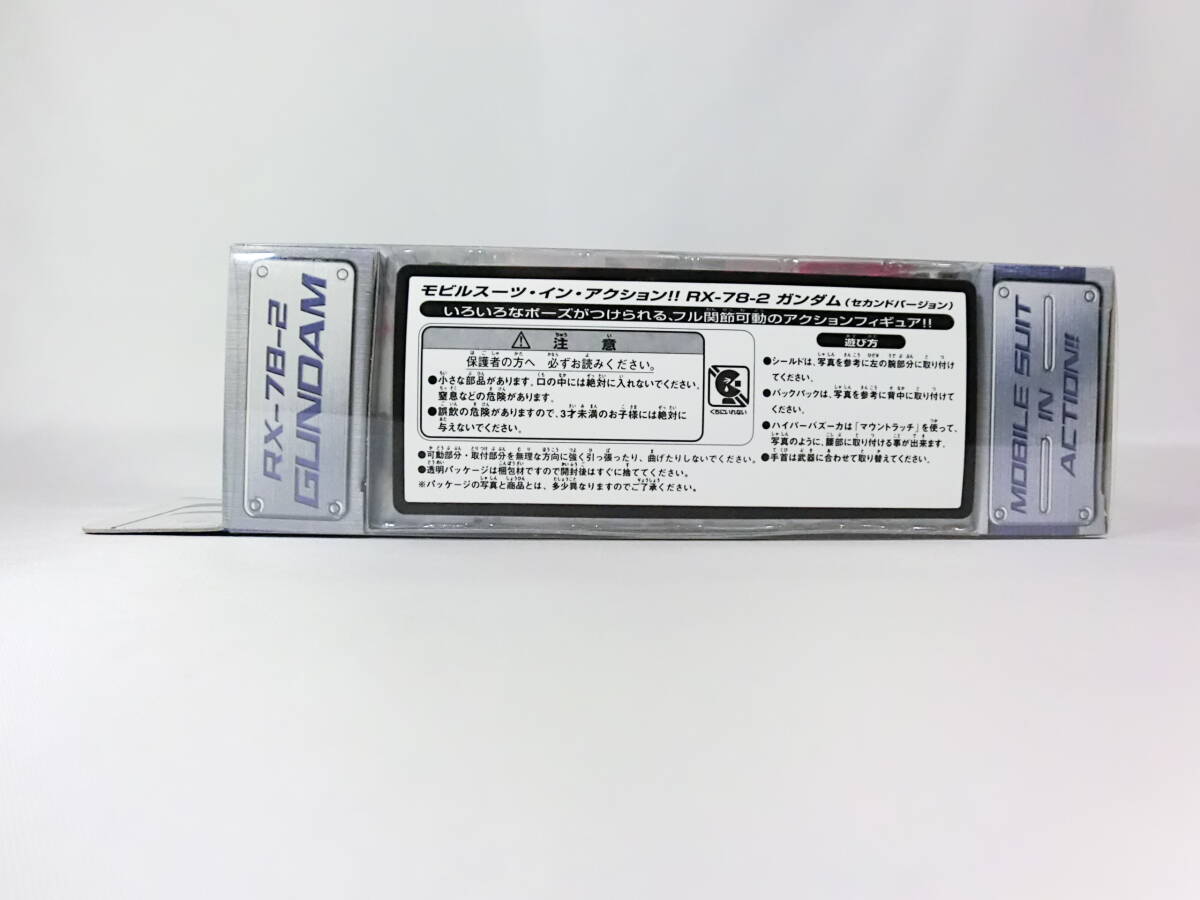 RX-78-2
GUNDAM
モビルスーツ・イン・アクション!! RX-78-2 ガンダム(セカンドバージョン)
いろいろなポーズがつけられる、フル関節可動のアクションフィギュア!!
⚠ 注意
保護者の方へ 必ずお読みください。
●小さな部品があります。口の中には絶対に入れないでください。
窒息などの危険があります。
●誤飲の危険がありますので、3才未満のお子様には絶対に
与えないでください。
くちにいれない
●可動部分・取付部分を無理な方向に強く引っ張ったり、曲げたりしないでください。
●透明パッケージは梱包材ですので開封後はすぐに捨ててください。
※パッケージの写真と商品とは、多少異なりますのでご了承ください。
遊び方
●シールドは、写真を参考に左の腕部分に取り付け
てください。
●バックパックは、写真を参考に背中に取り付けて
ください。
●ハイパーバズーカは「マウントラッチ」を使って、
写真のように、腰部に取り付ける事が出来ます。
●手首は武器に合わせて取り替えてください。
MOBILE SUIT
IN
ACTION!!